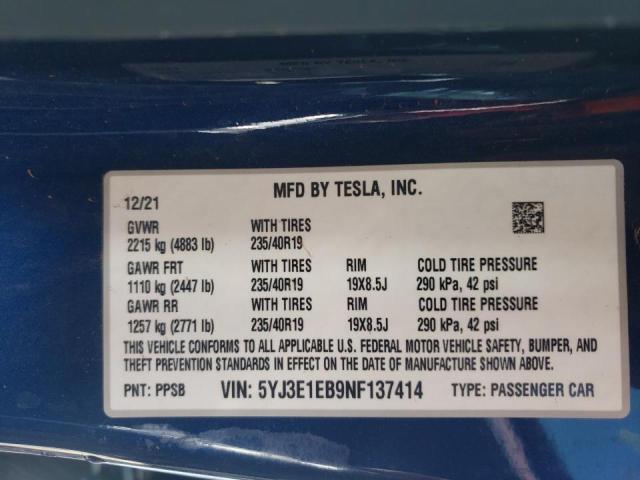 MFD BY TESLA, INC.
MFD BY TESLA, INC.
12/21
GVWR WITH TIRES
2215 kg (4883 lb) 235/40R19
GAWR FRT WITH TIRES RIM COLD TIRE PRESSURE
1110 kg (2447 lb) 235/40R19 19X8.5J 290 kPa, 42 psi
GAWR RR WITH TIRES RIM COLD TIRE PRESSURE
1257 kg (2771 lb) 235/40R19 19X8.5J 290 kPa, 42 psi
THIS VEHICLE CONFORMS TO ALL APPLICABLE U.S. FEDERAL MOTOR VEHICLE SAFETY, BUMPER, AND
THEFT PREVENTION STANDARDS IN EFFECT ON THE DATE OF MANUFACTURE SHOWN ABOVE.
PNT: PPSB VIN: 5YJ3E1EB9NF137414 TYPE: PASSENGER CAR